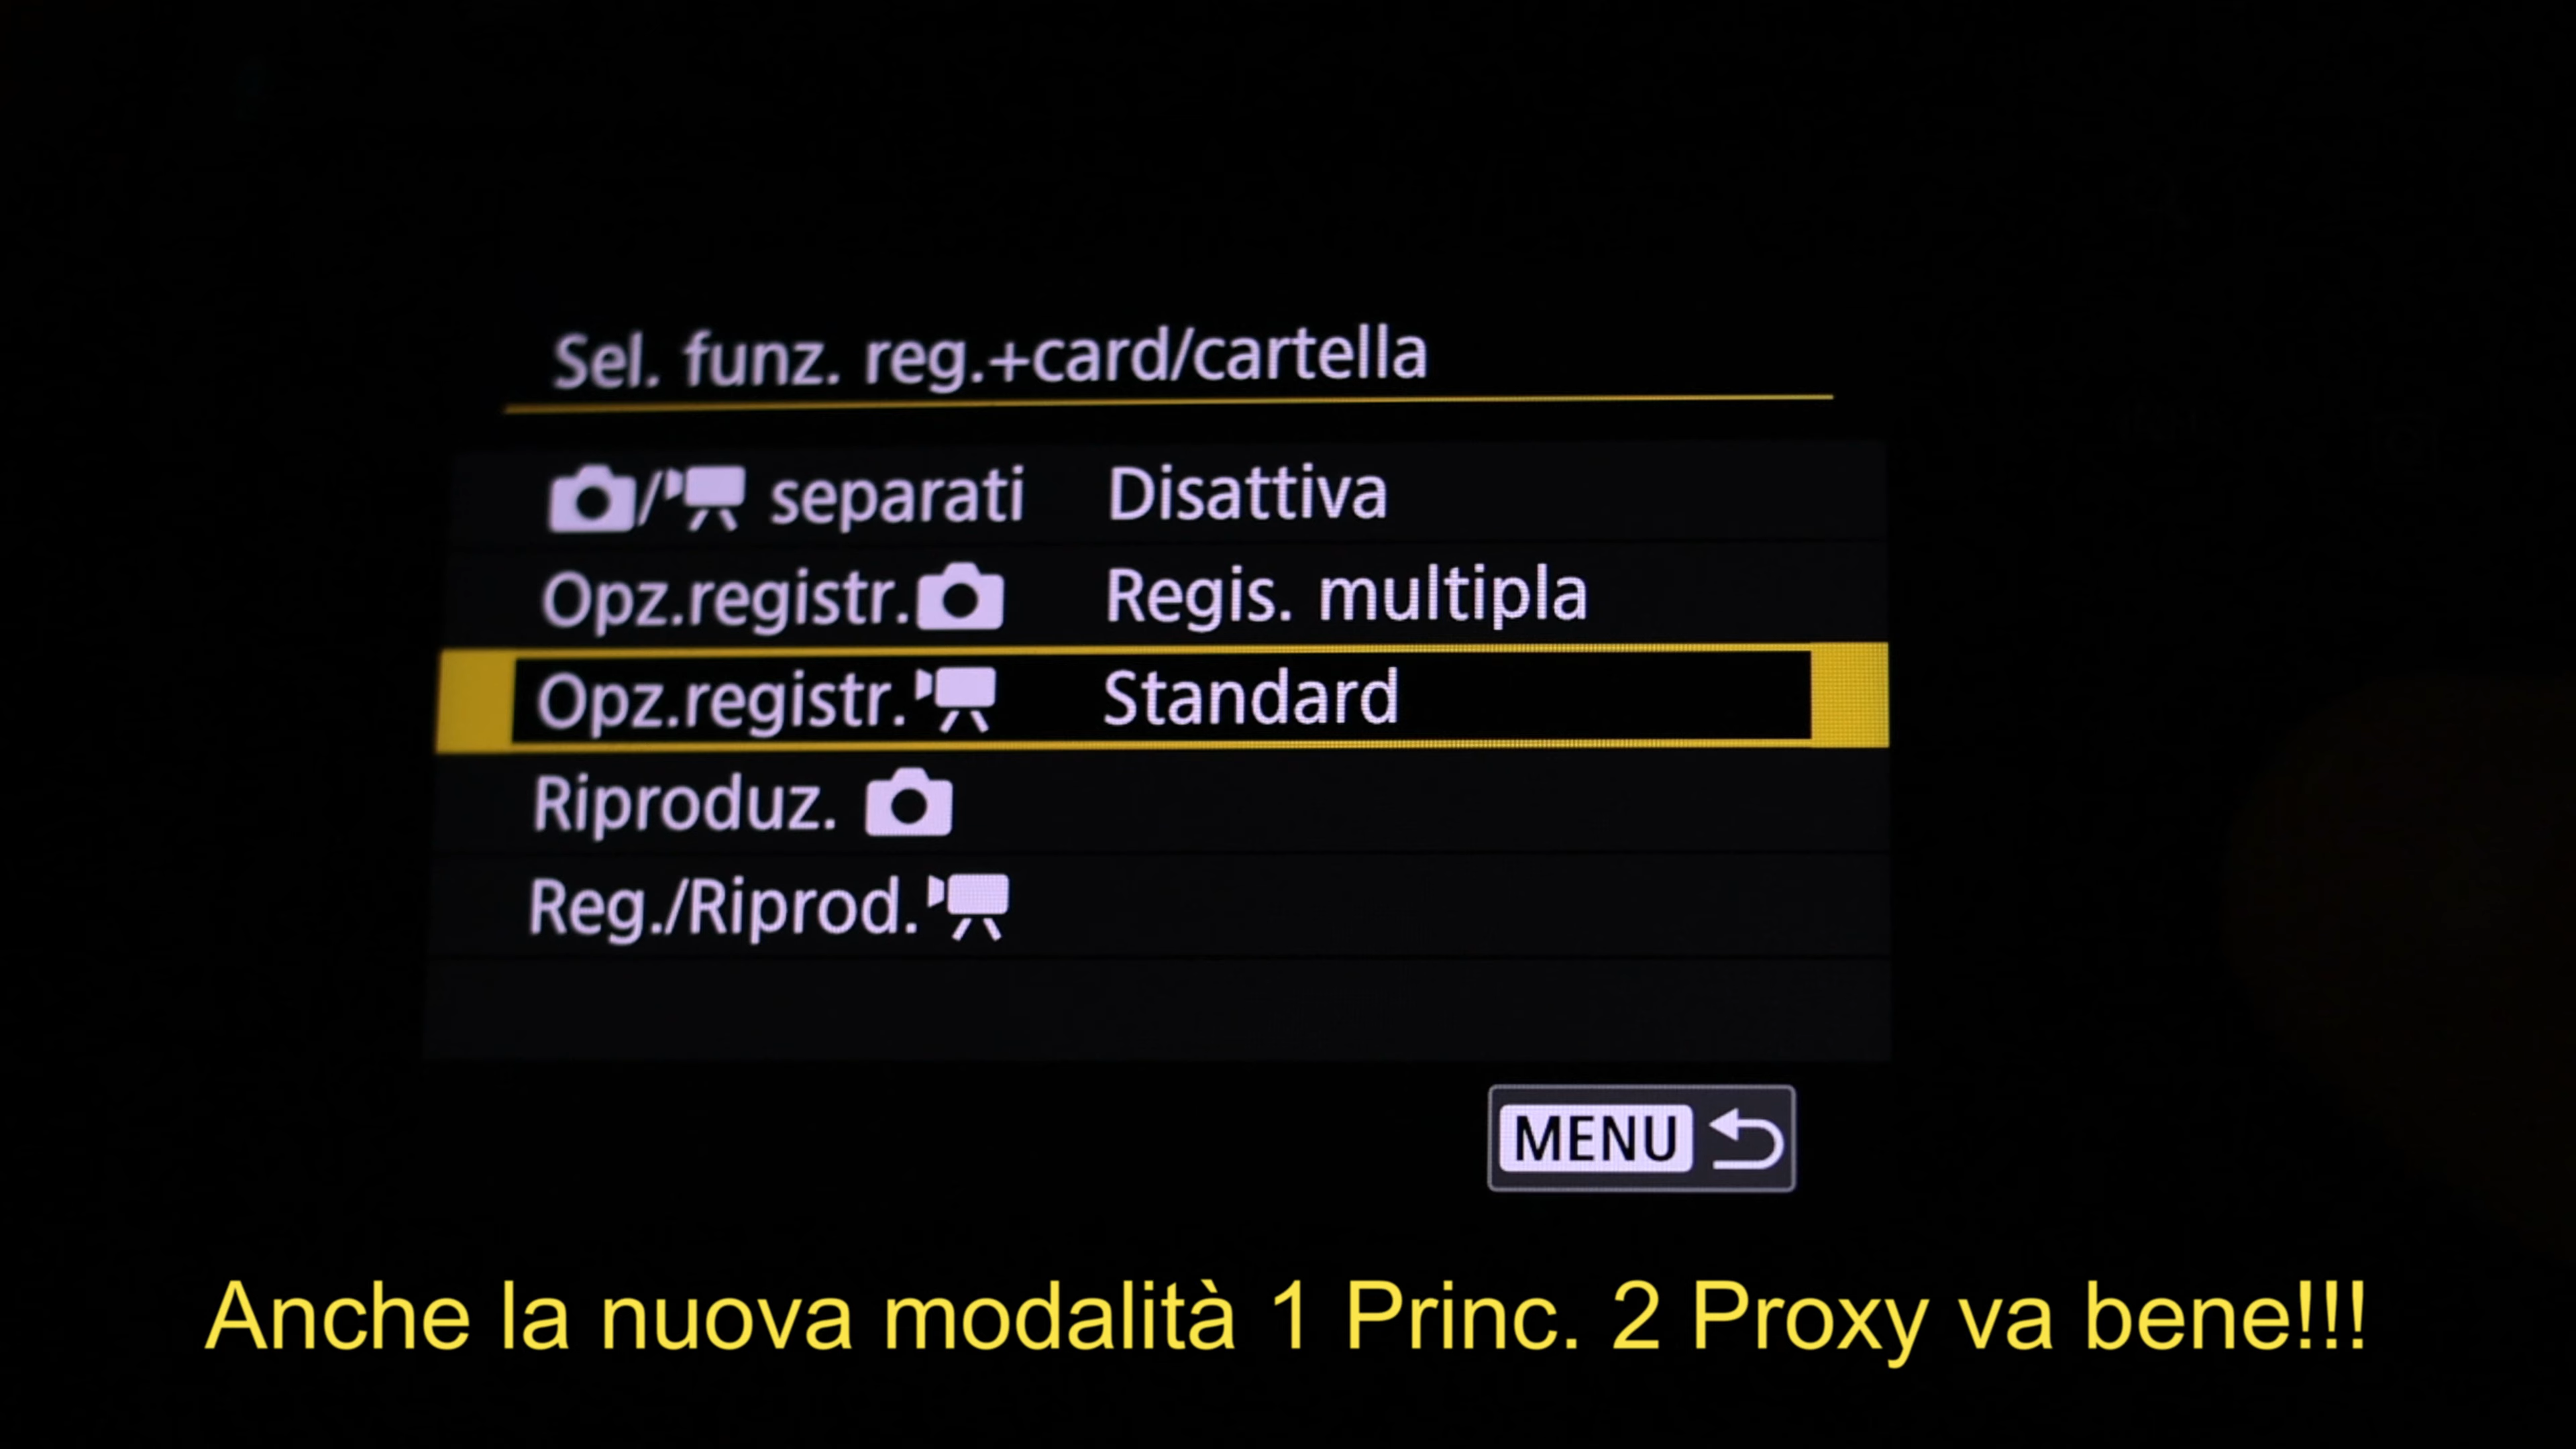 Sel. funz. reg.+card/cartella
/ separati Disattiva
Opz.registr. Regis. multipla
Opz.registr. Standard
Riproduz.
Reg./Riprod.
MENU
Anche la nuova modalità 1 Princ. 2 Proxy va bene!!!